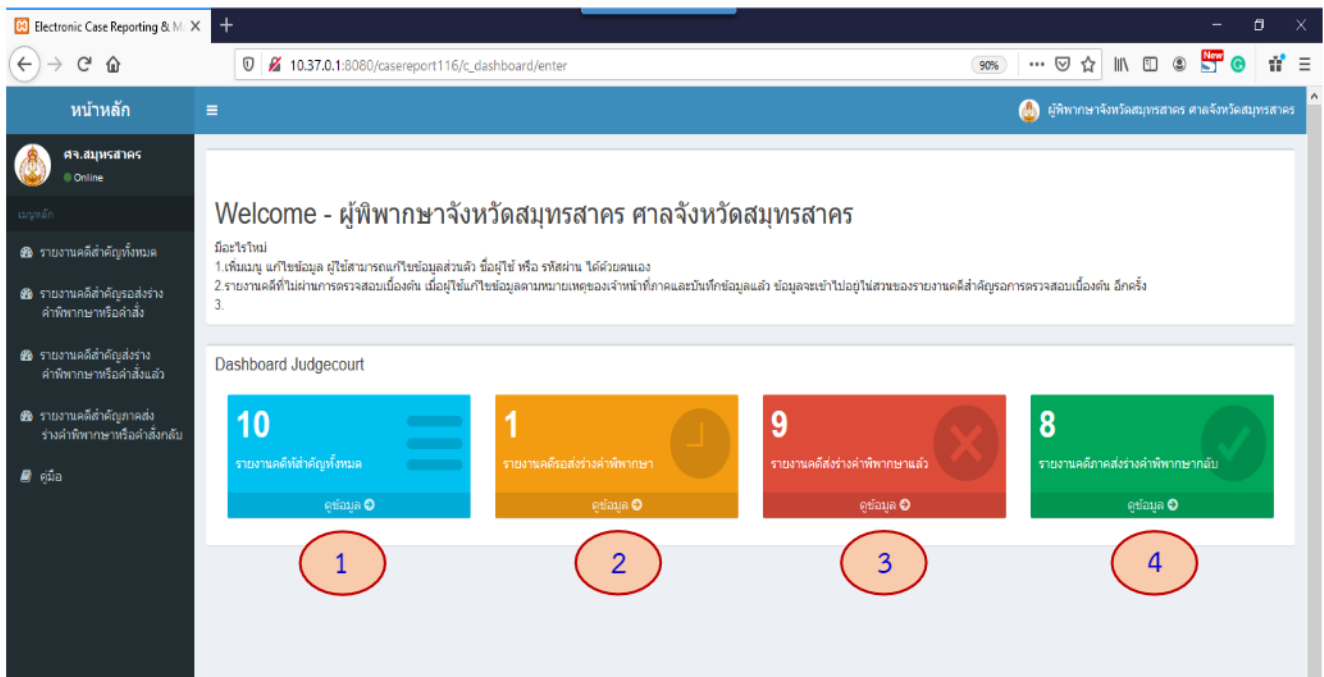 Electronic Case Reporting & M
10.37.0.1:8080/casereport116/c_dashboard/enter
90%
New
หน้าหลัก
ผู้พิพากษาจังหวัดสมุทรสาคร ศาลจังหวัดสมุทรสาคร
ศจ.สมุทรสาคร
Online
เมนูหลัก
รายงานคดีสำคัญทั้งหมด
รายงานคดีสำคัญรอส่งร่าง
คำพิพากษาหรือคำสั่ง
รายงานคดีสำคัญส่งร่าง
คำพิพากษาหรือคำสั่งแล้ว
รายงานคดีสำคัญภาคส่ง
ร่างคำพิพากษาหรือคำสั่งกลับ
คู่มือ
Welcome - ผู้พิพากษาจังหวัดสมุทรสาคร ศาลจังหวัดสมุทรสาคร
มีอะไรใหม่
1.เพิ่มเมนู แก้ไขข้อมูล ผู้ใช้สามารถแก้ไขข้อมูลส่วนตัว ชื่อผู้ใช้ หรือ รหัสผ่าน ได้ด้วยตนเอง
2.รายงานคดีที่ไม่ผ่านการตรวจสอบเบื้องต้น เมื่อผู้ใช้แก้ไขข้อมูลตามหมายเหตุของเจ้าหน้าที่ภาคและบันทึกข้อมูลแล้ว ข้อมูลจะเข้าไปอยู่ในส่วนของรายงานคดีสำคัญรอการตรวจสอบเบื้องต้น อีกครั้ง
3.
Dashboard Judgecourt
10
รายงานคดีที่สำคัญทั้งหมด
ดูข้อมูล
1
รายงานคดีรอส่งร่างคำพิพากษา
ดูข้อมูล
9
รายงานคดีส่งร่างคำพิพากษาแล้ว
ดูข้อมูล
8
รายงานคดีภาคส่งร่างคำพิพากษากลับ
ดูข้อมูล
1
2
3
4